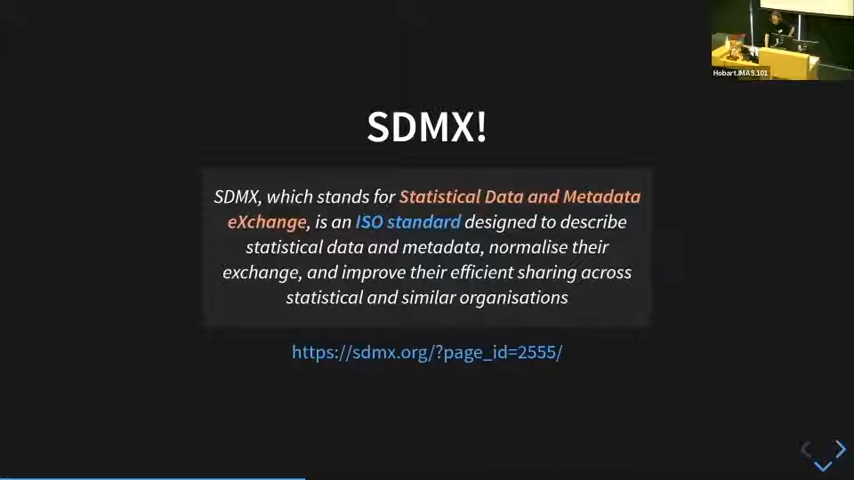 SDMX!
SDMX, which stands for Statistical Data and Metadata
eXchange, is an ISO standard designed to describe
statistical data and metadata, normalise their
exchange, and improve their efficient sharing across
statistical and similar organisations
https://sdmx.org/?page_id=2555/
Hobart.IMAS.101